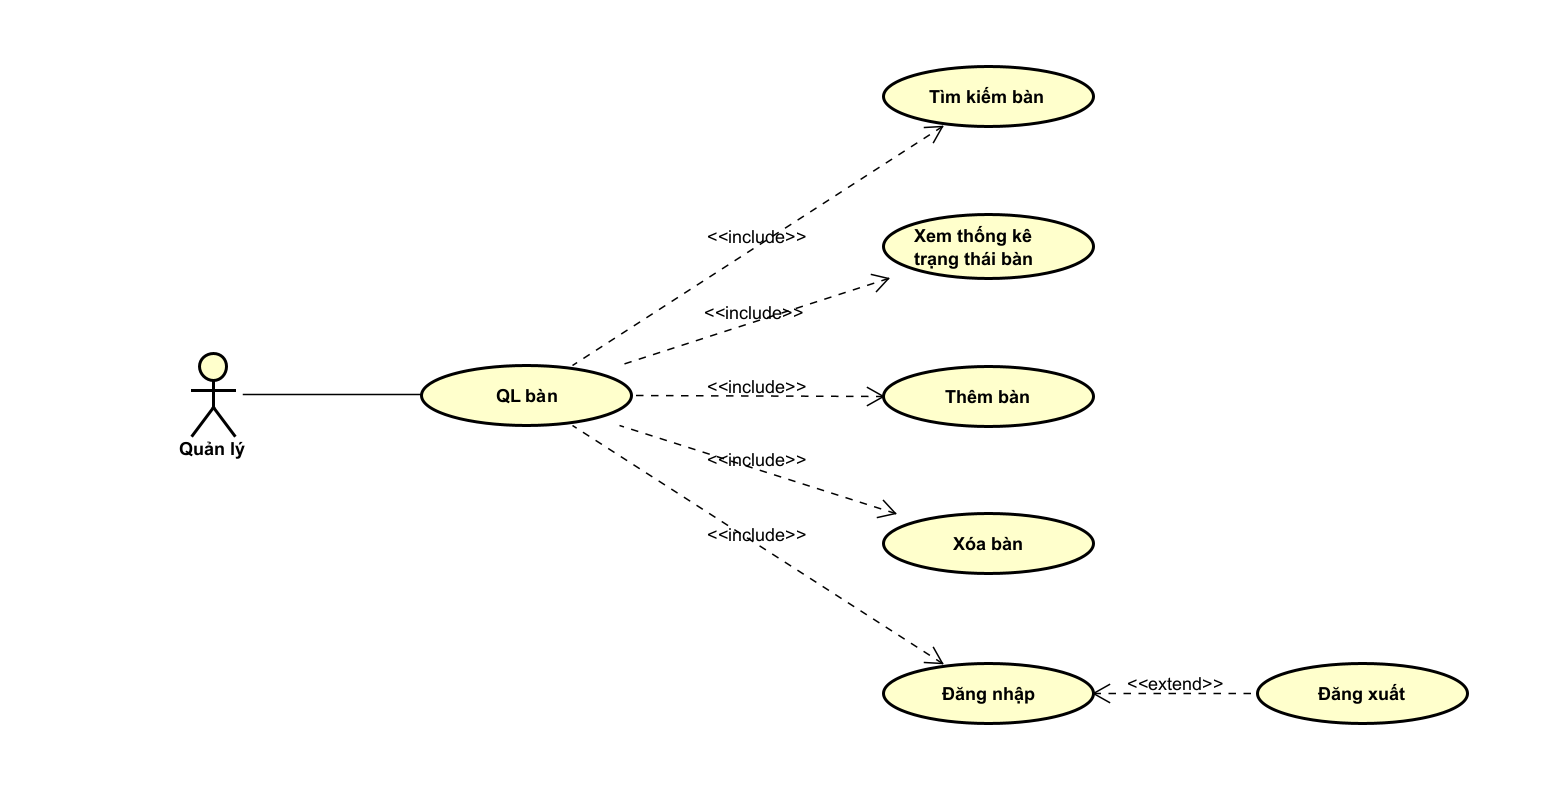 Tìm kiếm bàn
<<include>>
Xem thống kê
trạng thái bàn
<<include>>
<<include>>
QL bàn
Thêm bàn
Quản lý
<<include>>
Xóa bàn
<<include>>
Đăng nhập
<<extend>>
Đăng xuất